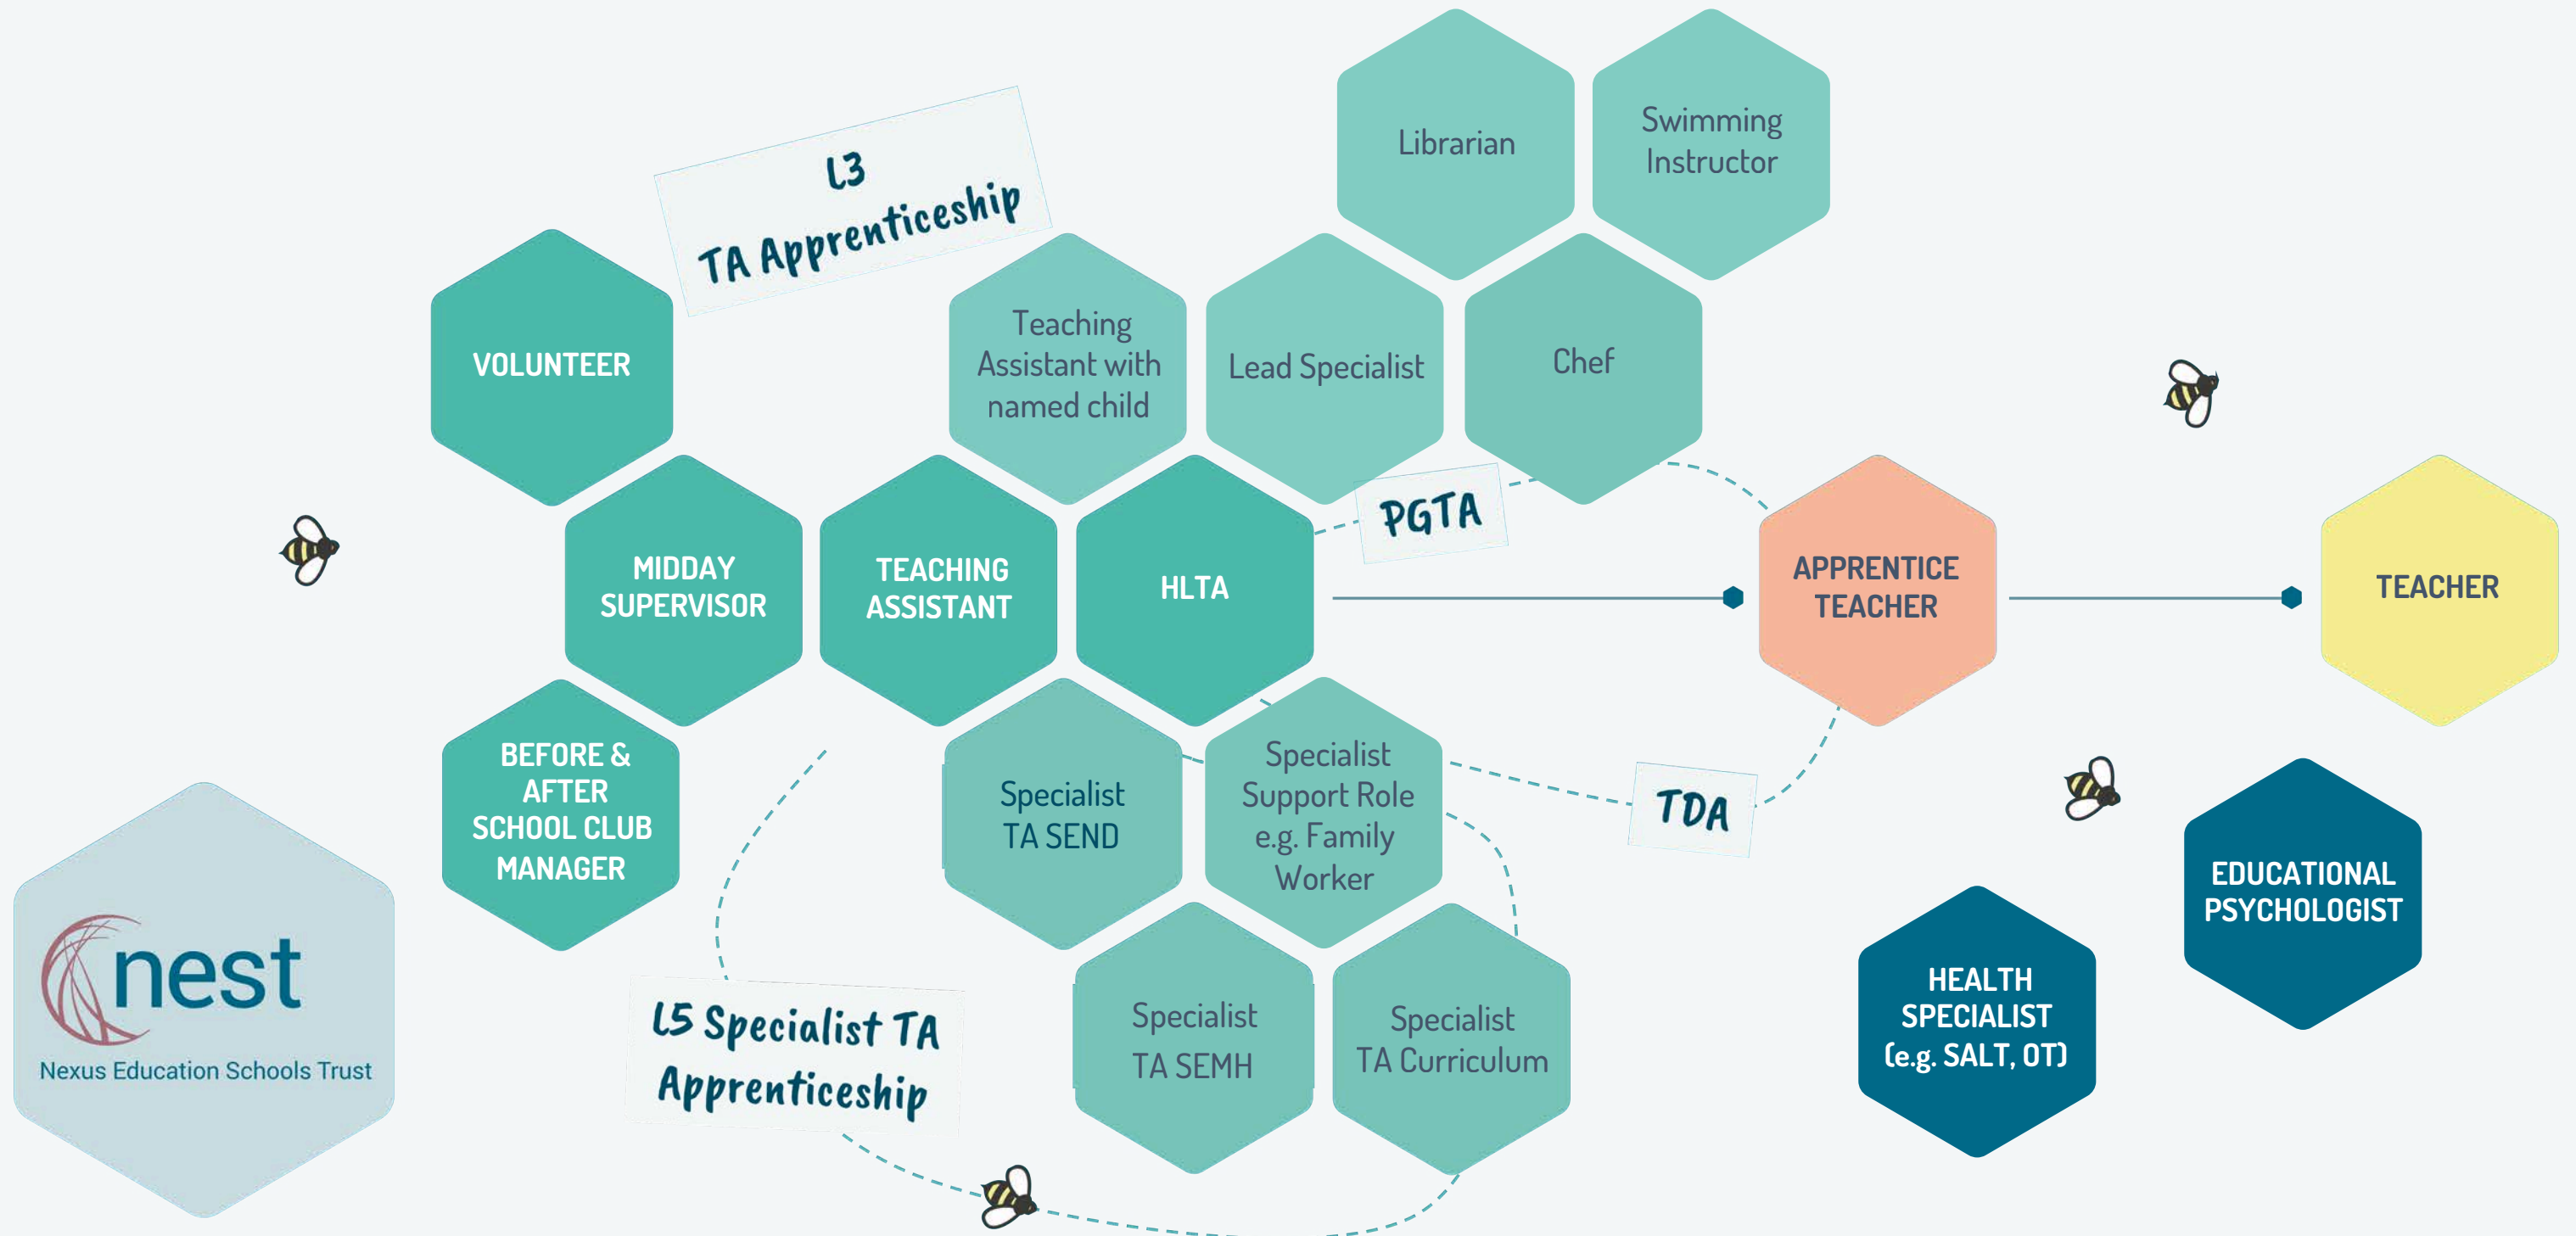 Librarian
Swimming
Instructor
L3
TA Apprenticeship
VOLUNTEER
Teaching
Assistant with
named child
Lead Specialist
Chef
MIDDAY
SUPERVISOR
TEACHING
ASSISTANT
HLTA
PGTA
APPRENTICE
TEACHER
TEACHER
BEFORE &
AFTER
SCHOOL CLUB
MANAGER
Specialist
TA SEND
Specialist
Support Role
e.g. Family
Worker
TDA
EDUCATIONAL
PSYCHOLOGIST
HEALTH
SPECIALIST
(e.g. SALT, OT)
nest
Nexus Education Schools Trust
L5 Specialist TA
Apprenticeship
Specialist
TA SEMH
Specialist
TA Curriculum